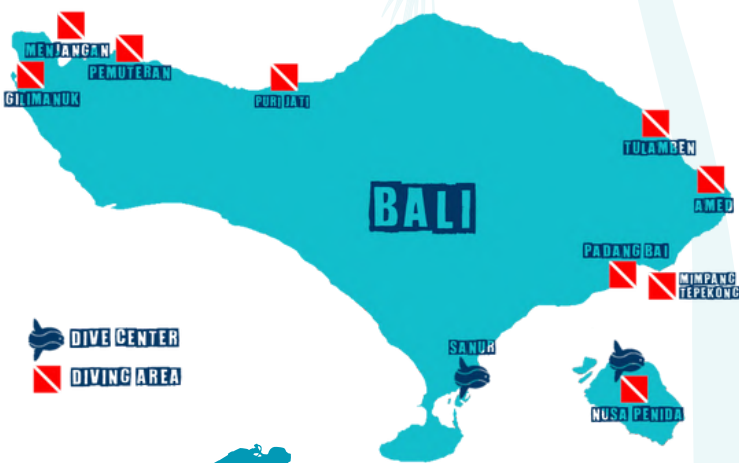 MENJANGAN
PEMUTERAN
GILIMANUK
PURI JATI
TULAMBEN
AMED
BALI
PADANG BAI
MIMPANG
TEPEKONG
DIVE CENTER
SANUR
DIVING AREA
NUSA PENIDA